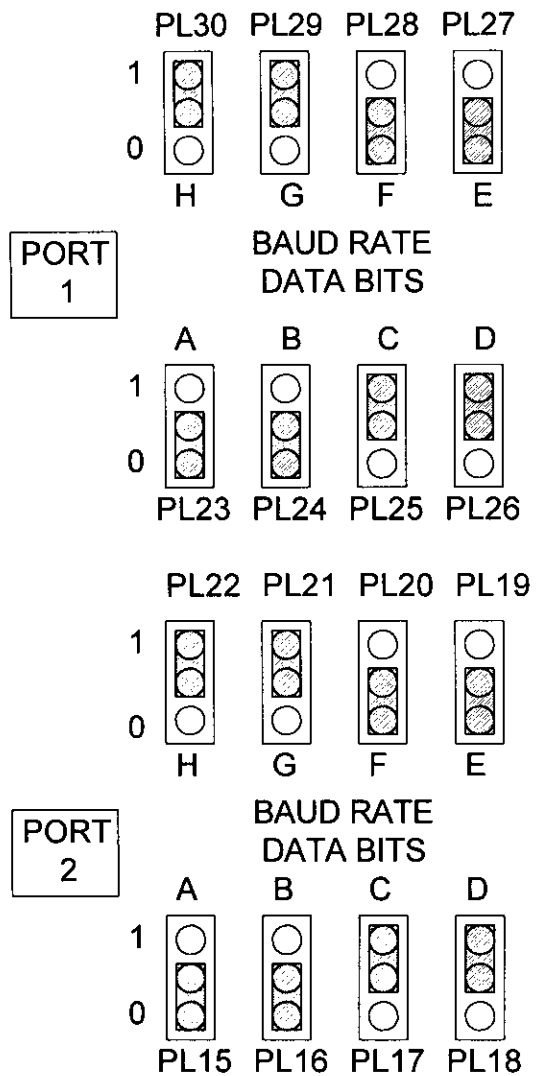 PL30 PL29 PL28 PL27
1
0
H G F E
PORT
1
BAUD RATE
DATA BITS
A B C D
1
0
PL23 PL24 PL25 PL26
PL22 PL21 PL20 PL19
1
0
H G F E
PORT
2
BAUD RATE
DATA BITS
A B C D
1
0
PL15 PL16 PL17 PL18